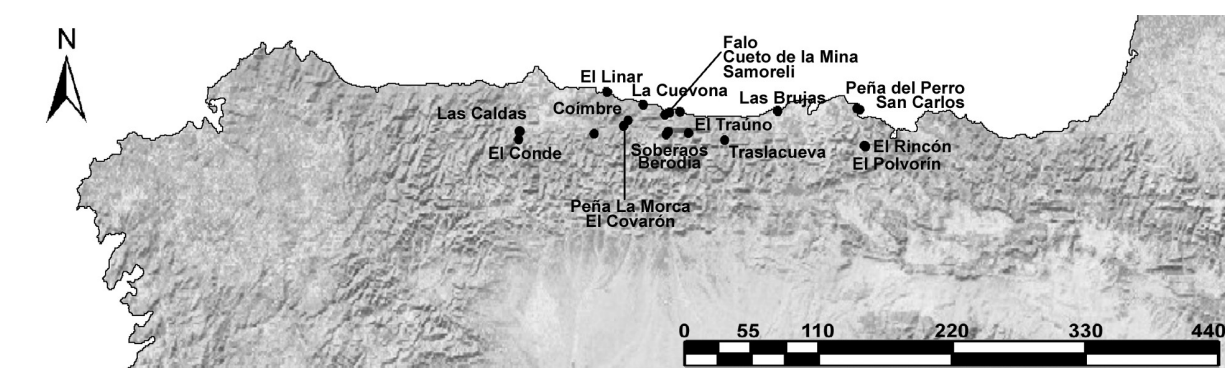 N
Falo
Cueto de la Mina
Samoreli
El Linar
La Cuevona
Las Brujas
Peña del Perro
San Carlos
Las Caldas
Coímbre
El Traúno
El Conde
Soberaos
Berodia
Traslacueva
El Rincón
El Polvorín
Peña La Morca
El Covarón
0 55 110 220 330 440